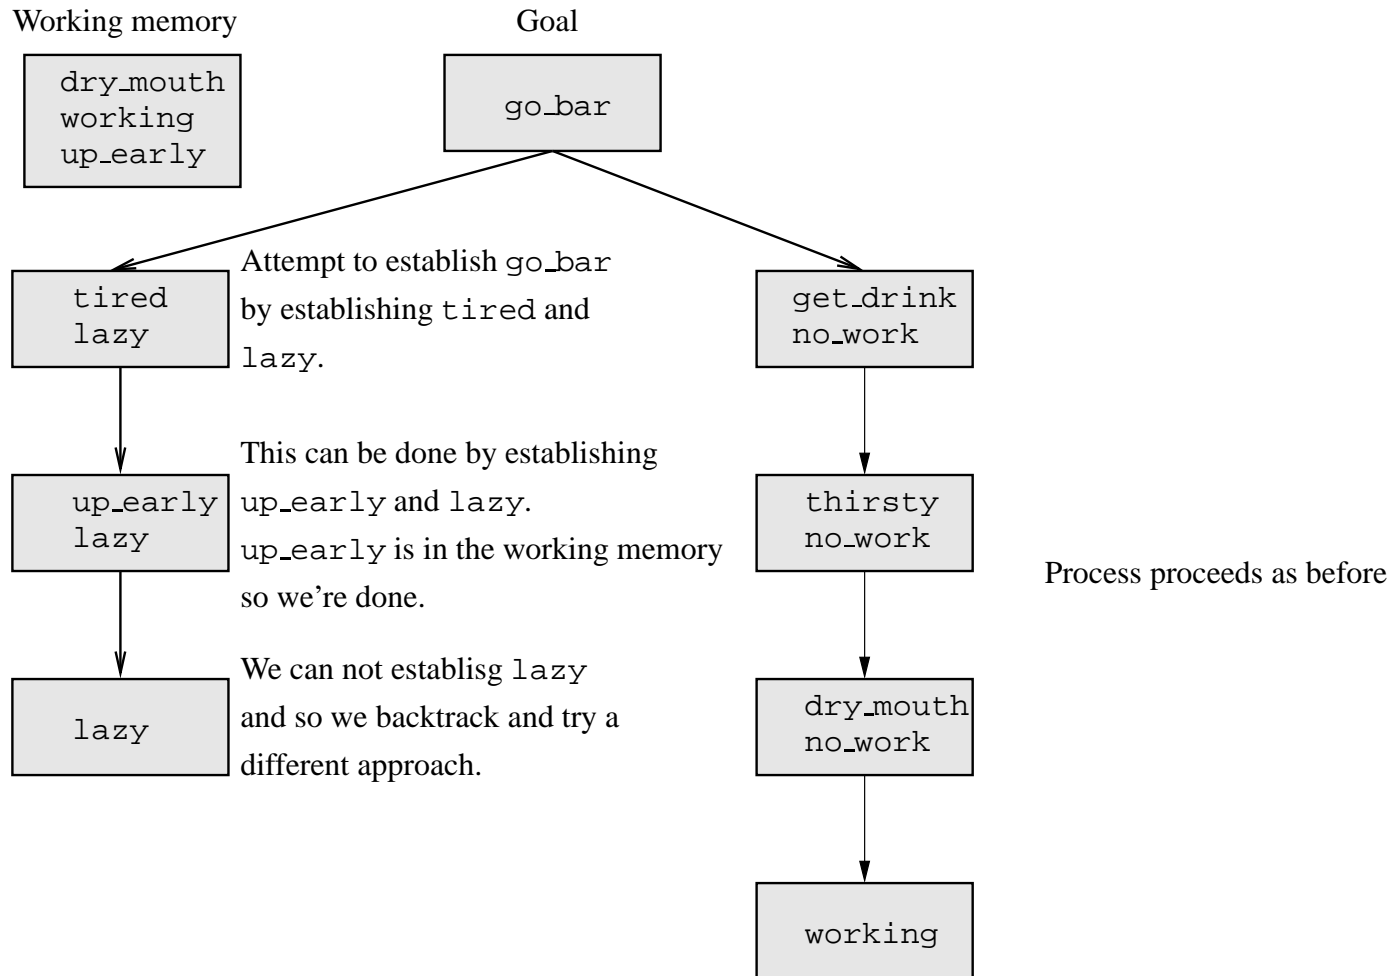 Working memory
Goal
dry_mouth
working
up_early
go_bar
tired
lazy
Attempt to establish go_bar
by establishing tired and
lazy.
get_drink
no_work
up_early
lazy
This can be done by establishing
up_early and lazy.
up_early is in the working memory
so we're done.
thirsty
no_work
Process proceeds as before
lazy
We can not establisg lazy
and so we backtrack and try a
different approach.
dry_mouth
no_work
working